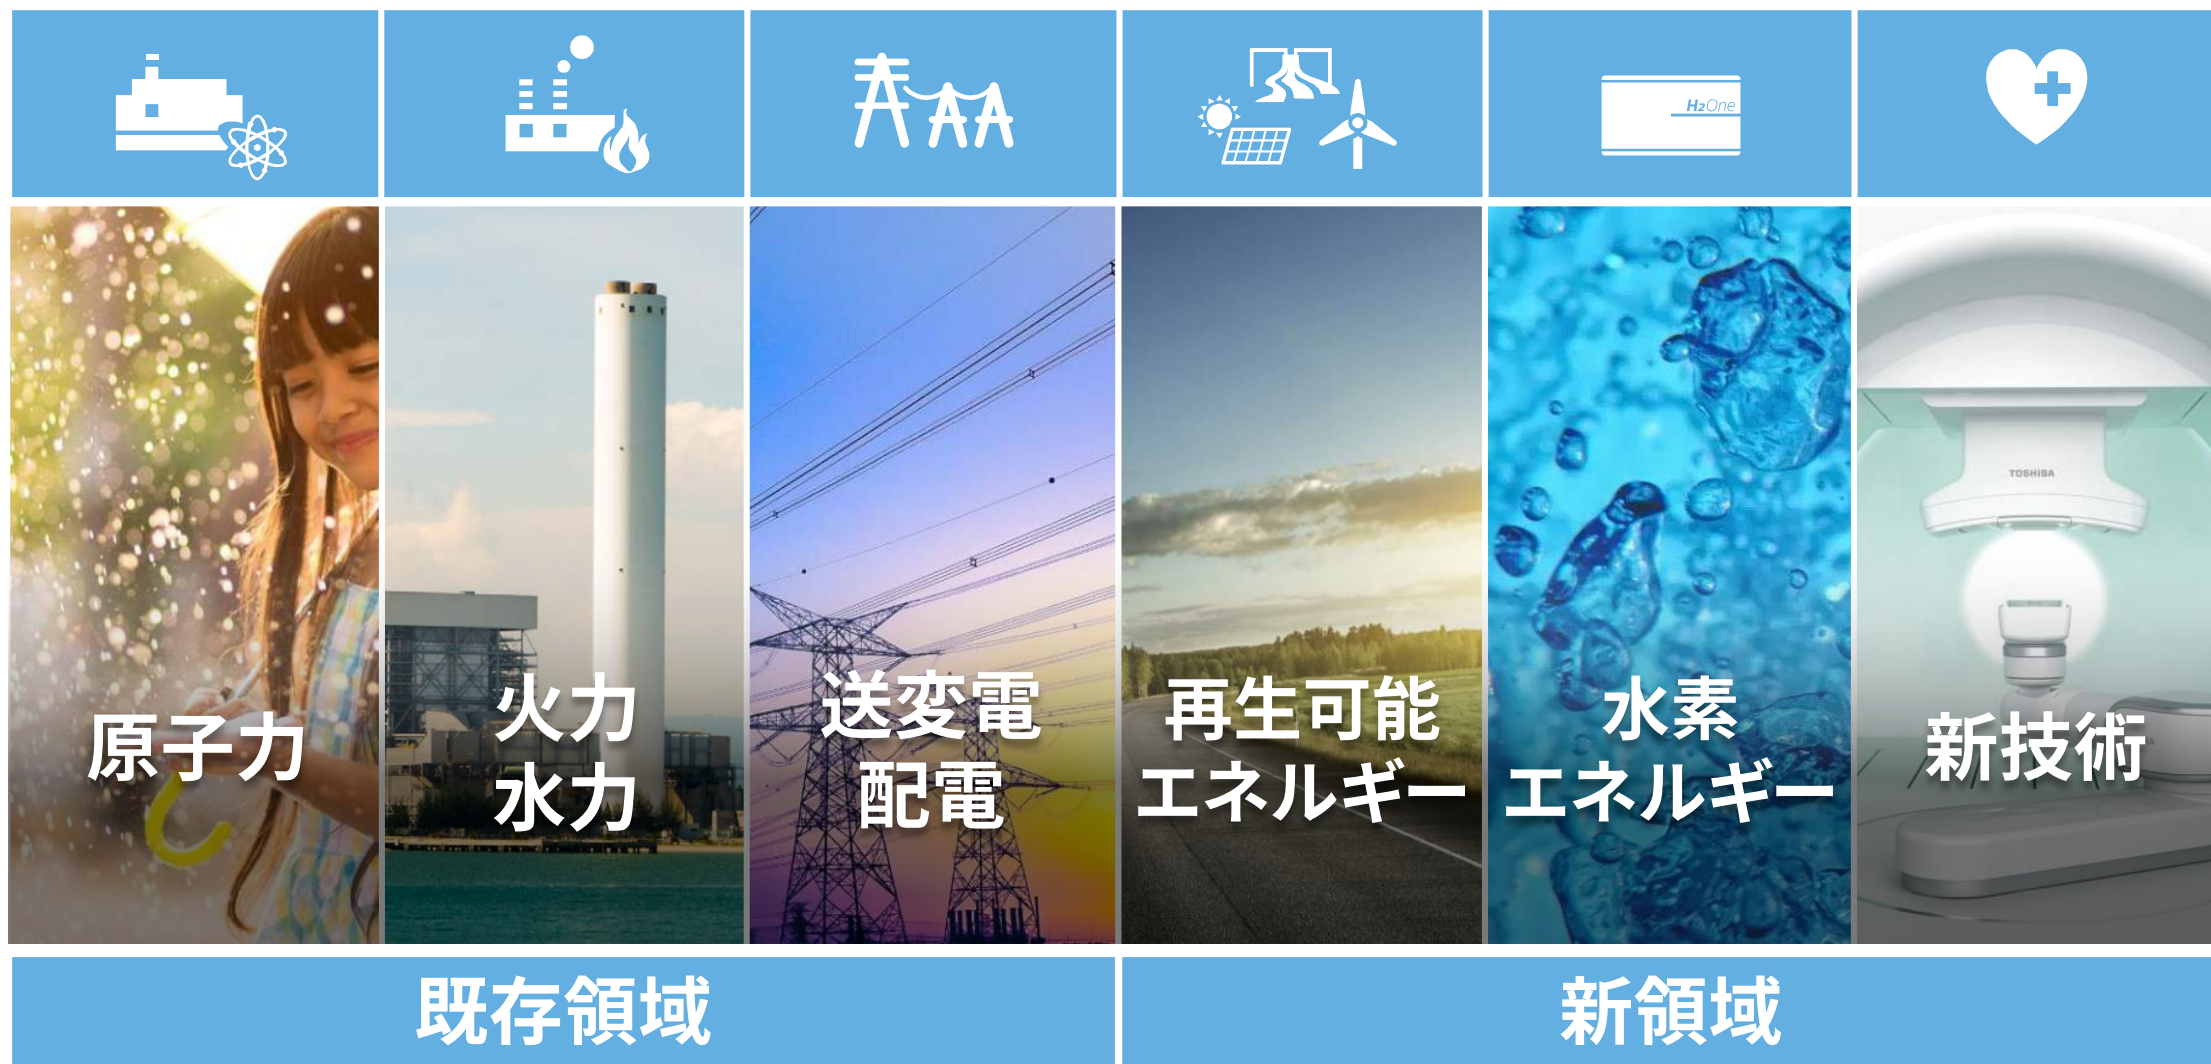 H2One
TOSHIBA
原子力
火力
水力
送変電
配電
再生可能
エネルギー
水素
エネルギー
新技術
既存領域
新領域